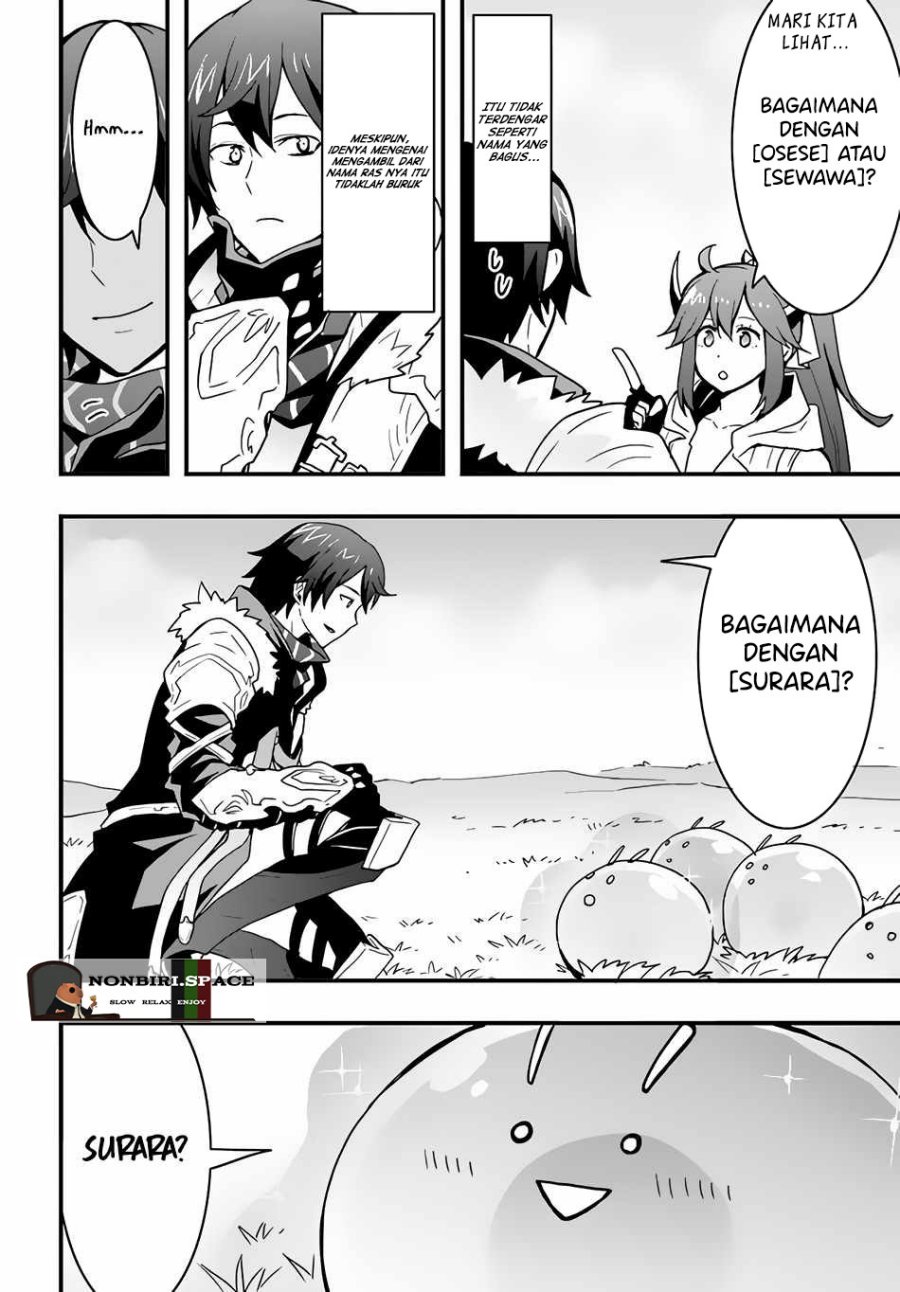 MARI KITA
LIHAT...
BAGAIMANA
DENGAN
[OSESE] ATAU
[SEWAWA]?
ITU TIDAK
TERDENGAR
SEPERTI
NAMA YANG
BAGUS...
MESKIPUN,
IDENYA MENGENAI
MENGAMBIL DARI
NAMA RAS NYA ITU
TIDAKLAH BURUK
Hmm...
BAGAIMANA
DENGAN
[SURARA]?
NONBIRI.SPACE
SLOW RELAX ENJOY
SURARA?